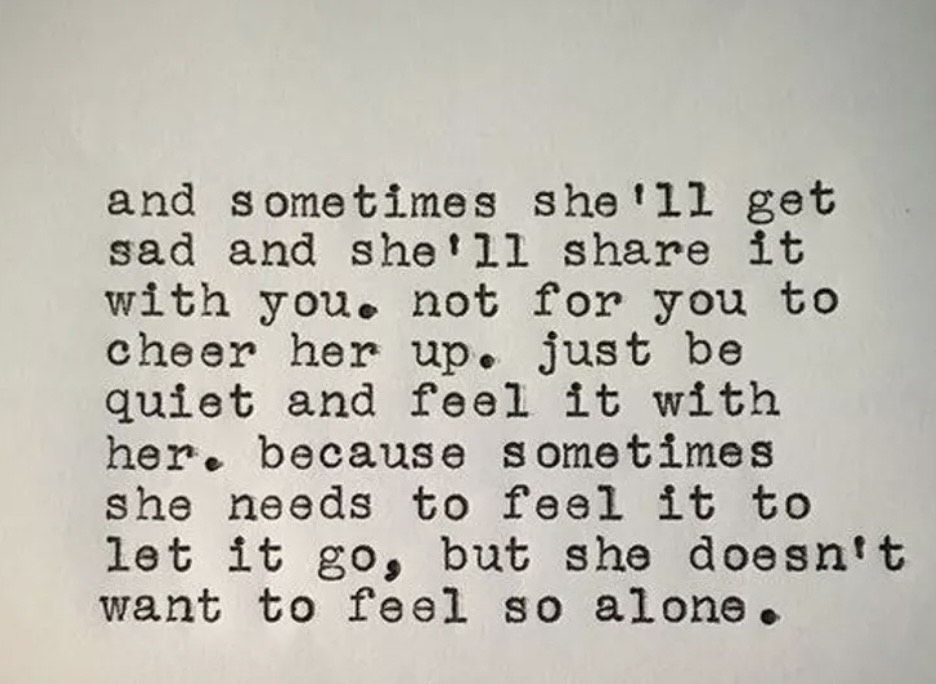 and sometimes she'll get
sad and she'll share it
with you. not for you to
cheer her up. just be
quiet and feel it with
her. because sometimes
she needs to feel it to
let it go, but she doesn't
want to feel so alone.